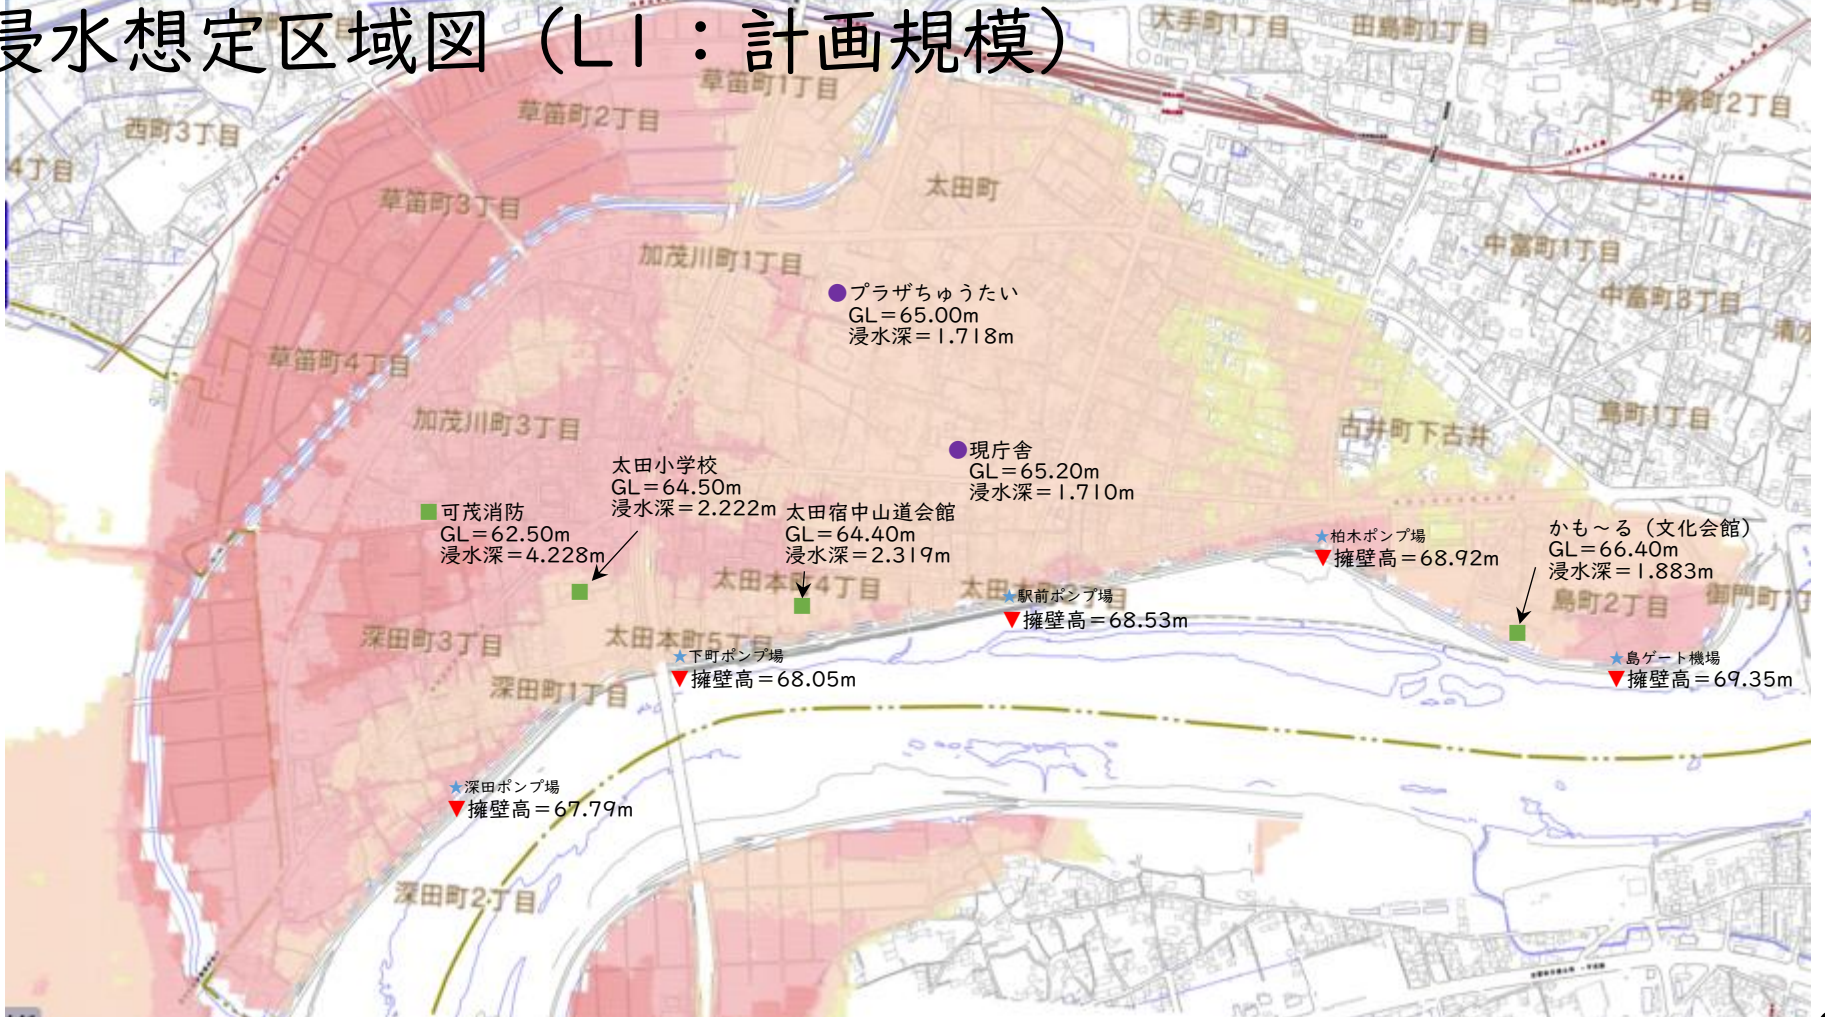 浸水想定区域図（L1：計画規模）
大手町1丁目
田島町1丁目
草笛町1丁目
草笛町2丁目
西町3丁目
4丁目
中富町2丁目
太田町
草笛町3丁目
加茂川町1丁目
中富町1丁目
中富町3丁目
プラザちゅうたい
GL＝65.00m
浸水深＝1.718m
草笛町4丁目
加茂川町3丁目
古井町下古井
島町1丁目
現庁舎
GL＝65.20m
浸水深＝1.710m
太田小学校
GL＝64.50m
浸水深＝2.222m
可茂消防
GL＝62.50m
浸水深＝4.228m
太田宿中山道会館
GL＝64.40m
浸水深＝2.319m
★柏木ポンプ場
▼擁壁高＝68.92m
かも～る（文化会館）
GL＝66.40m
浸水深＝1.883m
太田本町4丁目
太田本町3丁目
★駅前ポンプ場
▼擁壁高＝68.53m
島町2丁目
御門町1丁
深田町3丁目
太田本町5丁目
★下町ポンプ場
▼擁壁高＝68.05m
★島ゲート機場
▼擁壁高＝69.35m
深田町1丁目
★深田ポンプ場
▼擁壁高＝67.79m
深田町2丁目